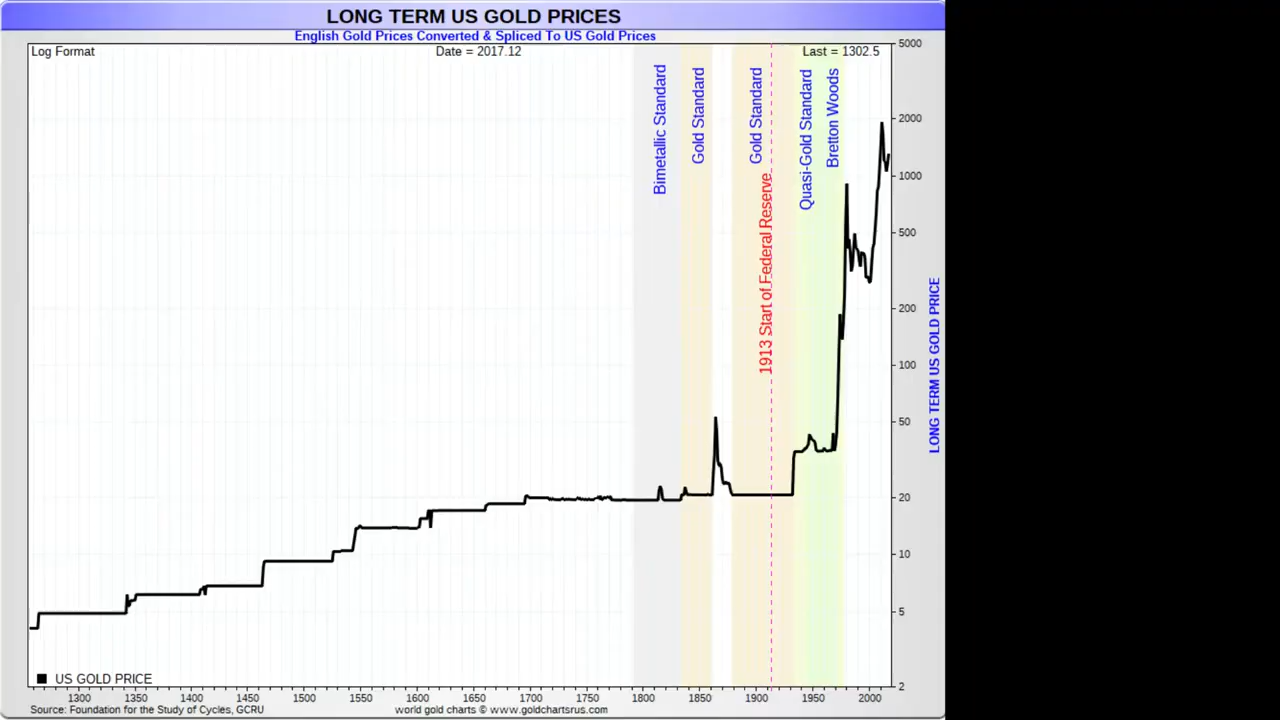 LONG TERM US GOLD PRICES
English Gold Prices Converted & Spliced To US Gold Prices
Log Format
Date = 2017.12
Last = 1302.5
Bimetallic Standard
Gold Standard
Gold Standard
Quasi-Gold Standard
Bretton Woods
1913 Start of Federal Reserve
5000
2000
1000
500
200
100
50
20
10
5
2
LONG TERM US GOLD PRICE
US GOLD PRICE
1300 1350 1400 1450 1500 1550 1600 1650 1700 1750 1800 1850 1900 1950 2000
Source: Foundation for the Study of Cycles, GCRU
world gold charts © www.goldchartsrus.com